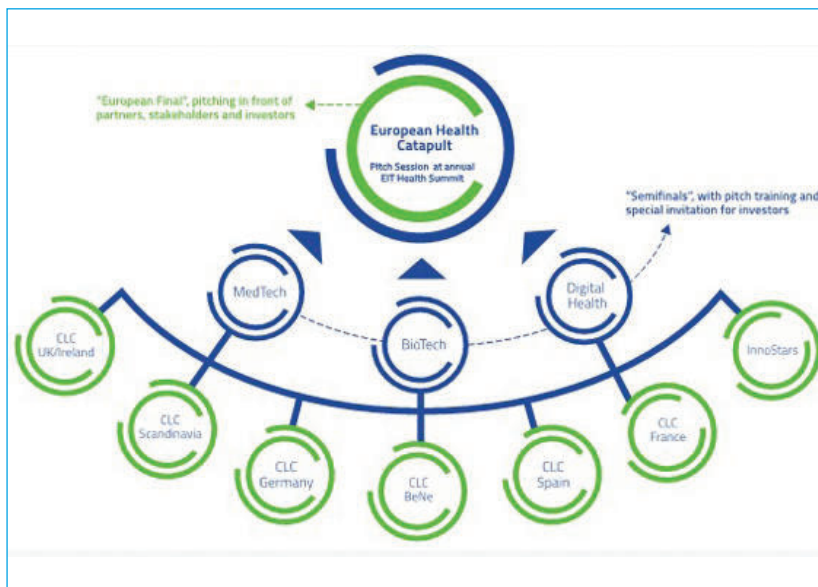 "European Final", pitching in front of
partners, stakeholders and investors
European Health
Catapult
Pitch Session at annual
EIT Health Summit
"Semifinals", with pitch training and
special invitation for investors
MedTech
Digital
Health
BioTech
CLC
UK/Ireland
InnoStars
CLC
Scandinavia
CLC
France
CLC
Germany
CLC
BeNe
CLC
Spain